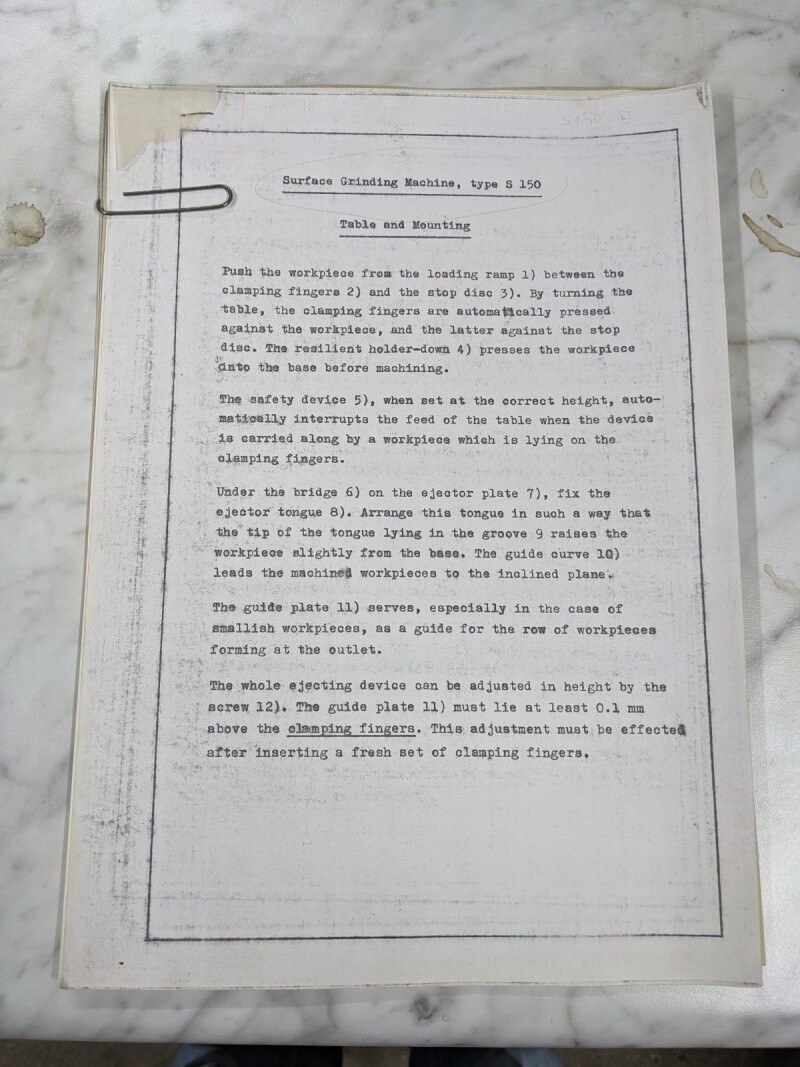 S150 B
Surface Grinding Machine, type S 150
Table and Mounting
Push the workpiece from the loading ramp 1) between the
clamping fingers 2) and the stop disc 3). By turning the
table, the clamping fingers are automatically pressed
against the workpiece, and the latter against the stop
disc. The resilient holder-down 4) presses the workpiece
onto the base before machining.
The safety device 5), when set at the correct height, auto-
matically interrupts the feed of the table when the device
is carried along by a workpiece which is lying on the
clamping fingers.
Under the bridge 6) on the ejector plate 7), fix the
ejector tongue 8). Arrange this tongue in such a way that
the tip of the tongue lying in the groove 9 raises the
workpiece slightly from the base. The guide curve 10)
leads the machined workpieces to the inclined plane.
The guide plate 11) serves, especially in the case of
smallish workpieces, as a guide for the row of workpieces
forming at the outlet.
The whole ejecting device can be adjusted in height by the
screw 12). The guide plate 11) must lie at least 0.1 mm
above the clamping fingers. This adjustment must be effected
after inserting a fresh set of clamping fingers.